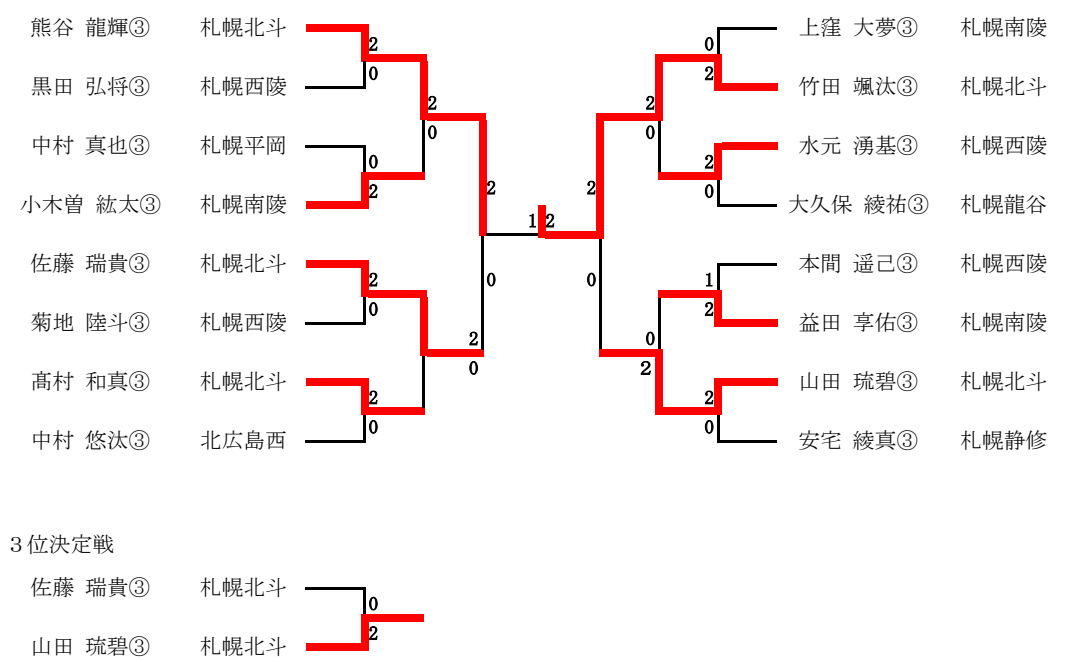 熊谷 龍輝③ 札幌北斗 2 0 上窪 大夢③ 札幌南陵
黒田 弘将③ 札幌西陵 0 2 竹田 颯汰③ 札幌北斗
2 0 2 0
中村 真也③ 札幌平岡 0 2 水元 湧基③ 札幌西陵
小木曽 紘太③ 札幌南陵 2 2 2 0 大久保 綾祐③ 札幌龍谷
1 2
佐藤 瑞貴③ 札幌北斗 2 0 0 1 本間 遥己③ 札幌西陵
菊地 陸斗③ 札幌西陵 0 2 益田 享佑③ 札幌南陵
2 0 0 2
髙村 和真③ 札幌北斗 2 2 山田 琉碧③ 札幌北斗
中村 悠汰③ 北広島西 0 0 安宅 綾真③ 札幌静修
３位決定戦
佐藤 瑞貴③ 札幌北斗 0
山田 琉碧③ 札幌北斗 2